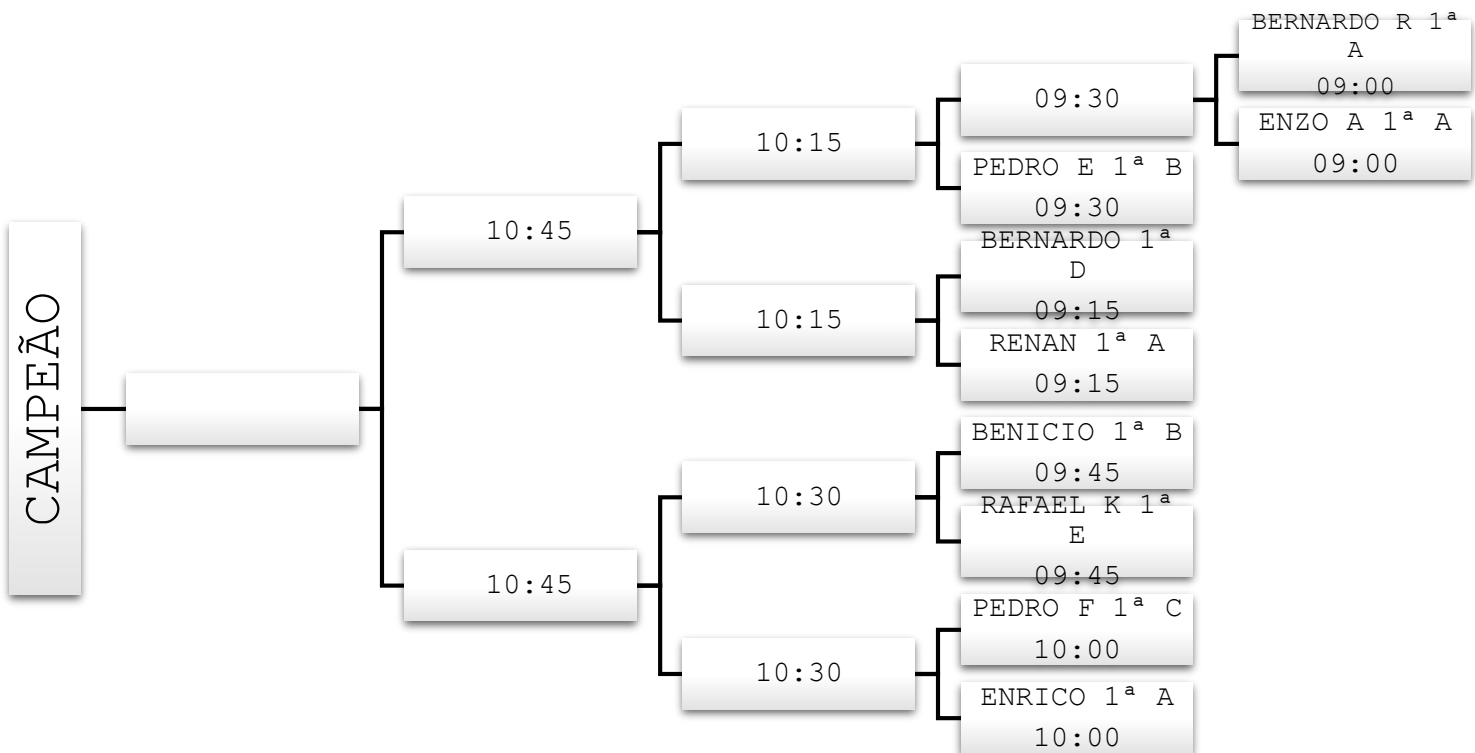 CAMPEÃO
10:45
10:15
09:30
BERNARDO R 1ª
A
09:00
ENZO A 1ª A
09:00
PEDRO E 1ª B
09:30
10:15
BERNARDO 1ª
D
09:15
RENAN 1ª A
09:15
10:45
10:30
BENICIO 1ª B
09:45
RAFAEL K 1ª
E
09:45
10:30
PEDRO F 1ª C
10:00
ENRICO 1ª A
10:00